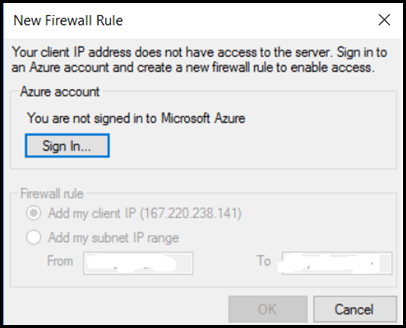 New Firewall Rule
Your client IP address does not have access to the server. Sign in to
an Azure account and create a new firewall rule to enable access.
Azure account
You are not signed in to Microsoft Azure
Sign In...
Firewall rule
Add my client IP (167.220.238.141)
Add my subnet IP range
From To
OK Cancel